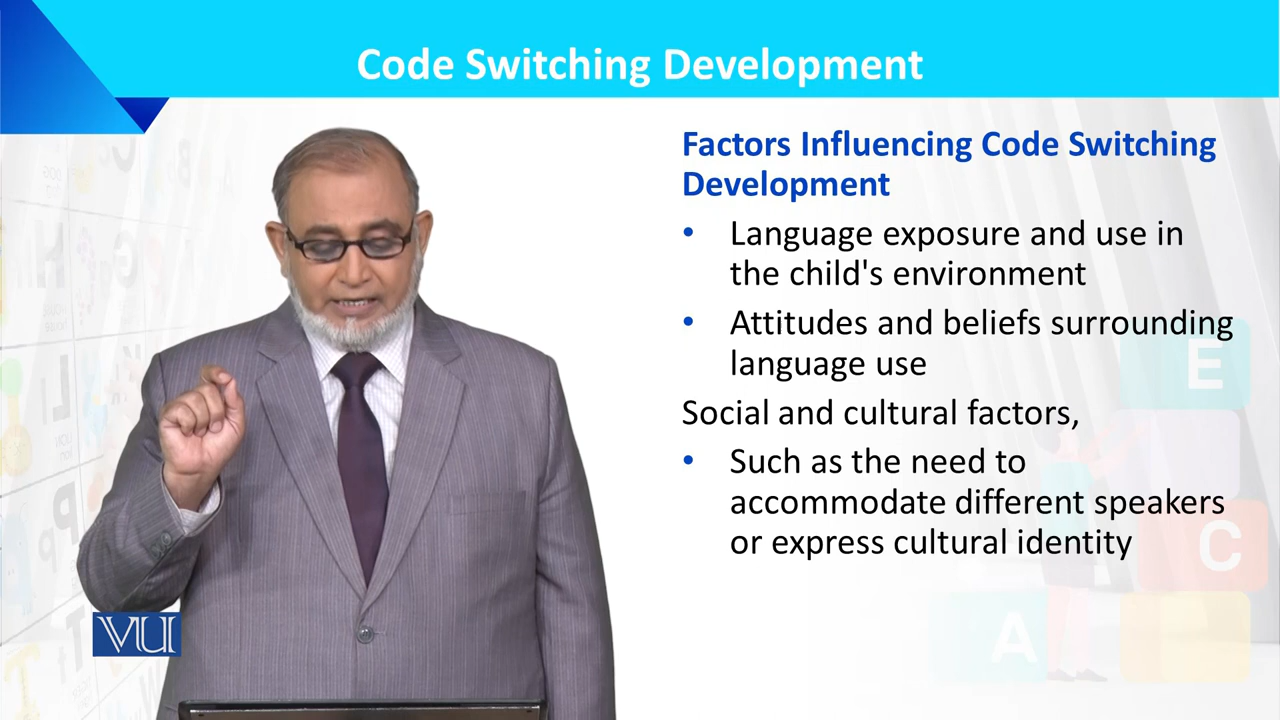 Code Switching Development
Factors Influencing Code Switching
Development
• Language exposure and use in
the child's environment
• Attitudes and beliefs surrounding
language use
Social and cultural factors,
• Such as the need to
accommodate different speakers
or express cultural identity
VU
E
C
A